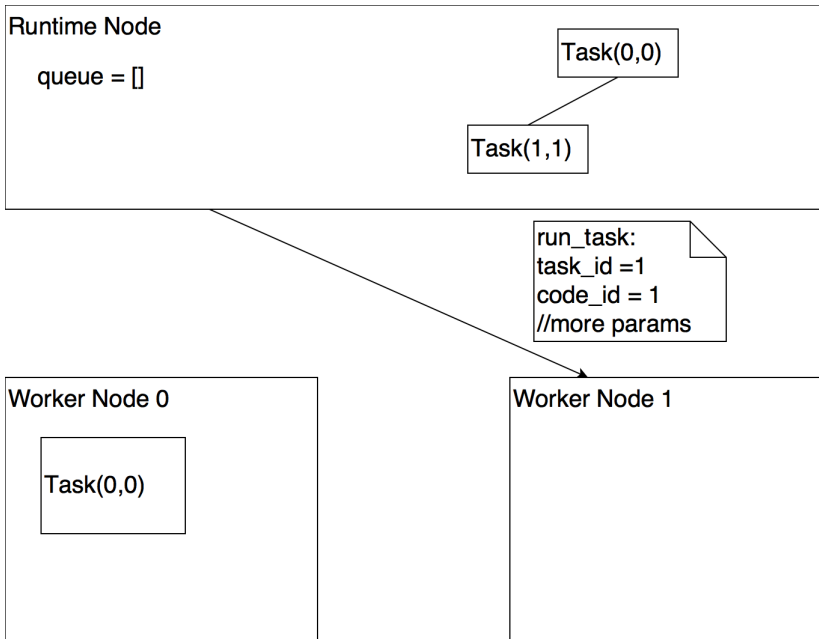 Runtime Node
queue = []
Task(0,0)
Task(1,1)
run_task:
task_id =1
code_id = 1
//more params
Worker Node 0
Task(0,0)
Worker Node 1